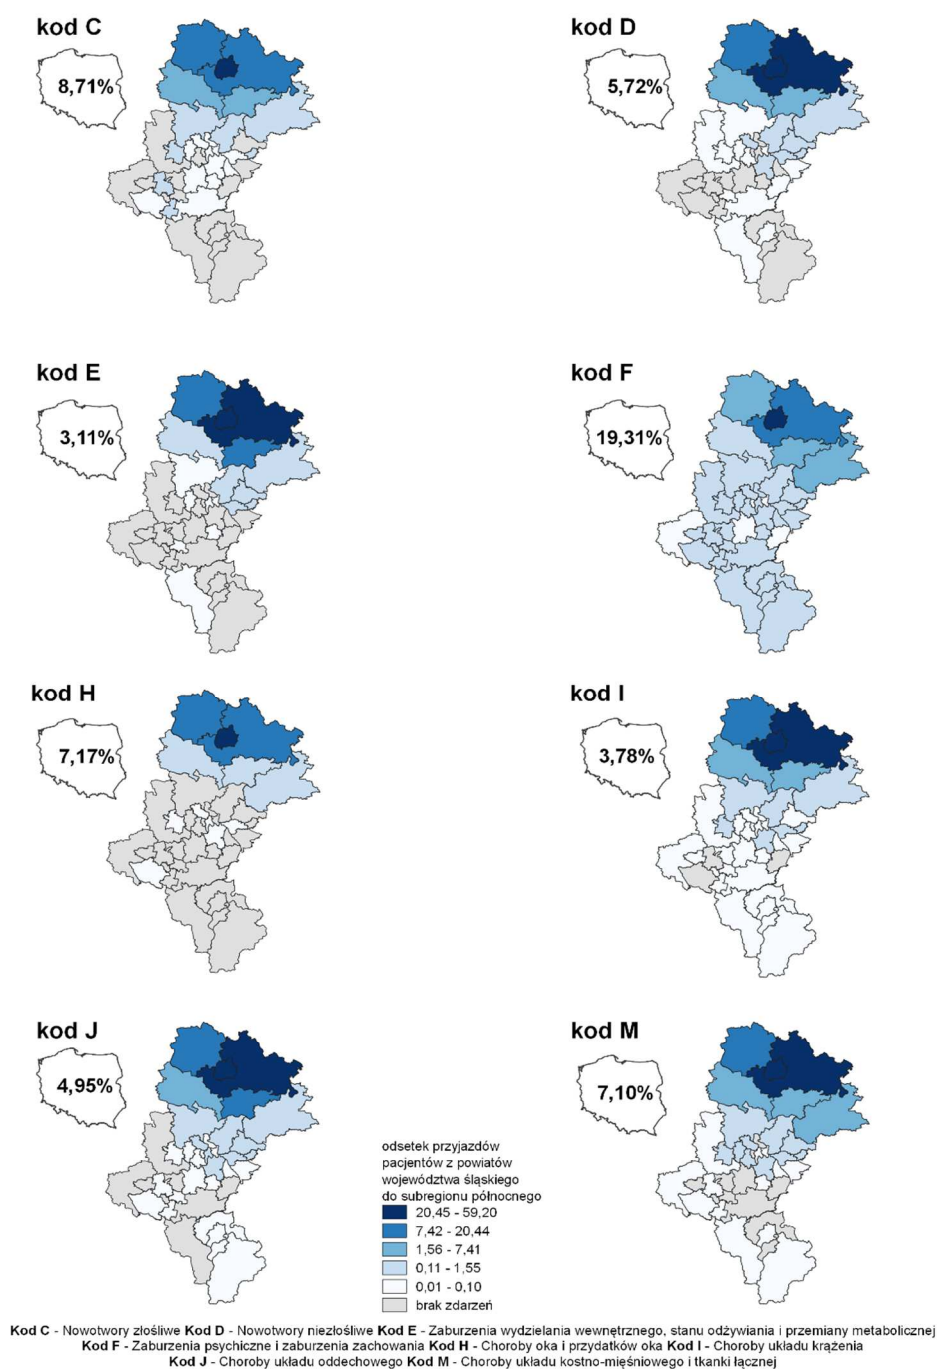 kod C
8,71%
kod D
5,72%
kod E
3,11%
kod F
19,31%
kod H
7,17%
kod I
3,78%
kod J
4,95%
kod M
7,10%
odsetek przyjazdów
pacjentów z powiatów
województwa śląskiego
do subregionu północnego
20,45 - 59,20
7,42 - 20,44
1,56 - 7,41
0,11 - 1,55
0,01 - 0,10
brak zdarzeń
Kod C - Nowotwory złośliwe Kod D - Nowotwory niezłośliwe Kod E - Zaburzenia wydzielania wewnętrznego, stanu odżywiania i przemiany metabolicznej
Kod F - Zaburzenia psychiczne i zaburzenia zachowania Kod H - Choroby oka i przydatków oka Kod I - Choroby układu krążenia
Kod J - Choroby układu oddechowego Kod M - Choroby układu kostno-mięśniowego i tkanki łącznej